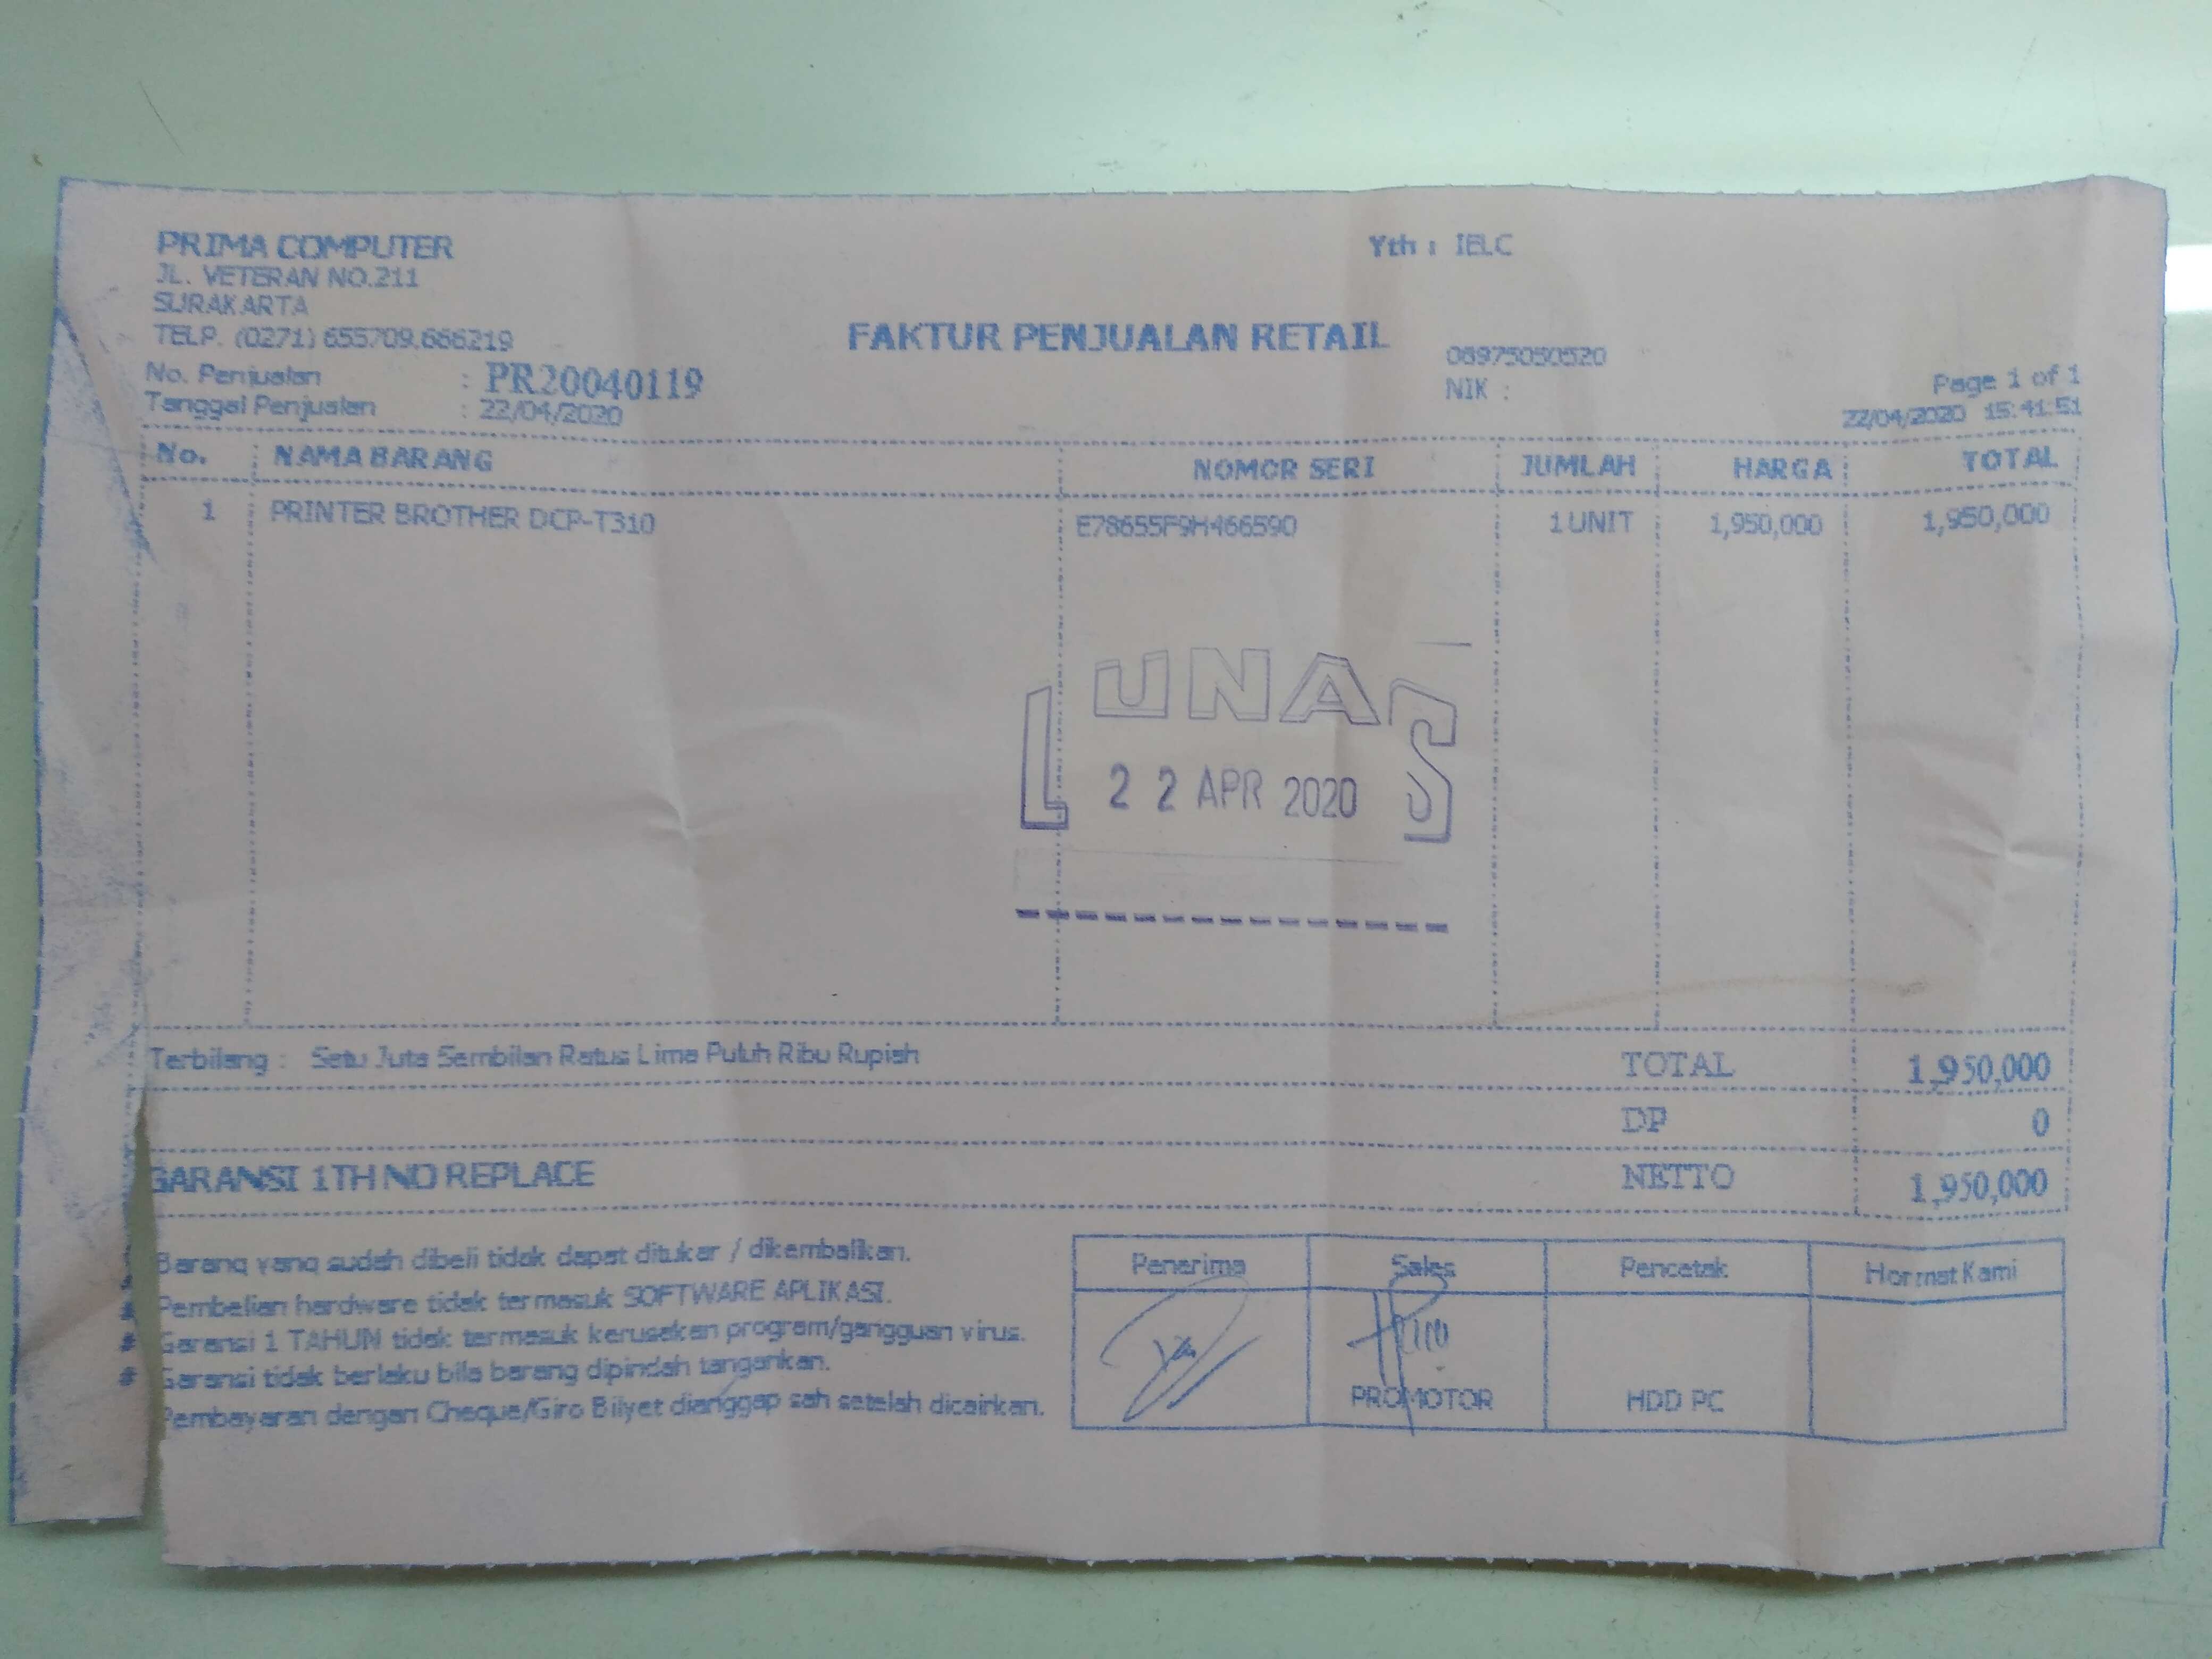 PRIMA COMPUTER
JL. VETERAN NO.211
SURAKARTA
TELP. (0271) 655709,666219
Yth : IELC
FAKTUR PENJUALAN RETAIL
08975050520
NIK :
No. Penjualan : PR20040119
Tanggal Penjualan : 22/04/2020
Page 1 of 1
22/04/2020 15:41:51
No. NAMA BARANG NOMOR SERI JUMLAH HARGA TOTAL
1 PRINTER BROTHER DCP-T310 E78655F9H466590 1 UNIT 1,950,000 1,950,000
LUNAS
22 APR 2020
Terbilang : Satu Juta Sembilan Ratus Lima Puluh Ribu Rupiah TOTAL 1,950,000
DP 0
GARANSI 1TH NO REPLACE NETTO 1,950,000
Barang yang sudah dibeli tidak dapat ditukar / dikembalikan.
* Pembelian hardware tidak termasuk SOFTWARE APLIKASI.
* Garansi 1 TAHUN tidak termasuk kerusakan program/gangguan virus.
* Garansi tidak berlaku bila barang dipindah tangankan.
Pembayaran dengan Cheque/Giro Bilyet dianggap sah setelah dicairkan.
Penerima Sales Pencetak Hormat Kami
PROMOTOR HDD PC